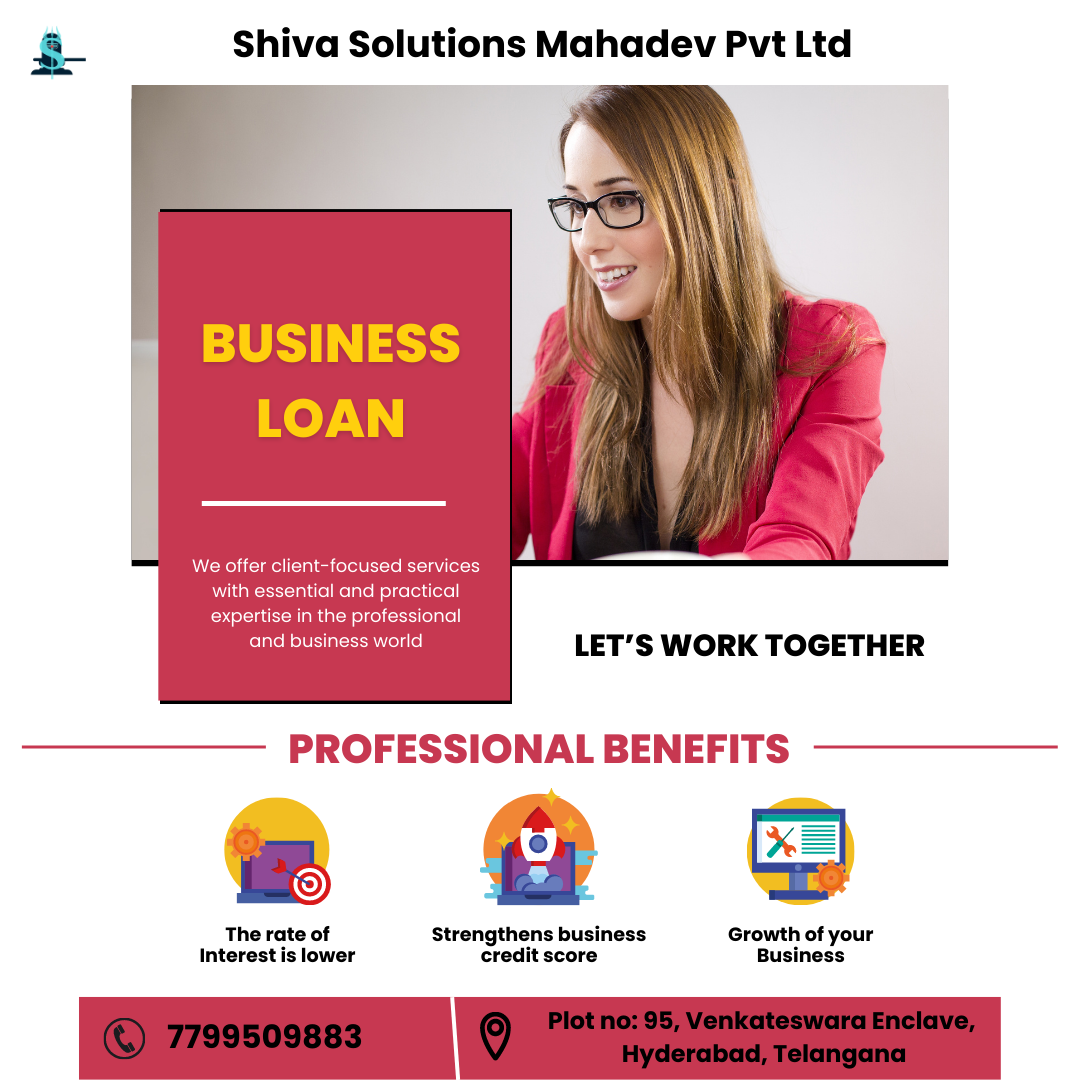 Shiva Solutions Mahadev Pvt Ltd
BUSINESS
LOAN
We offer client-focused services
with essential and practical
expertise in the professional
and business world
LET’S WORK TOGETHER
PROFESSIONAL BENEFITS
The rate of
Interest is lower
Strengthens business
credit score
Growth of your
Business
7799509883
Plot no: 95, Venkateswara Enclave,
Hyderabad, Telangana